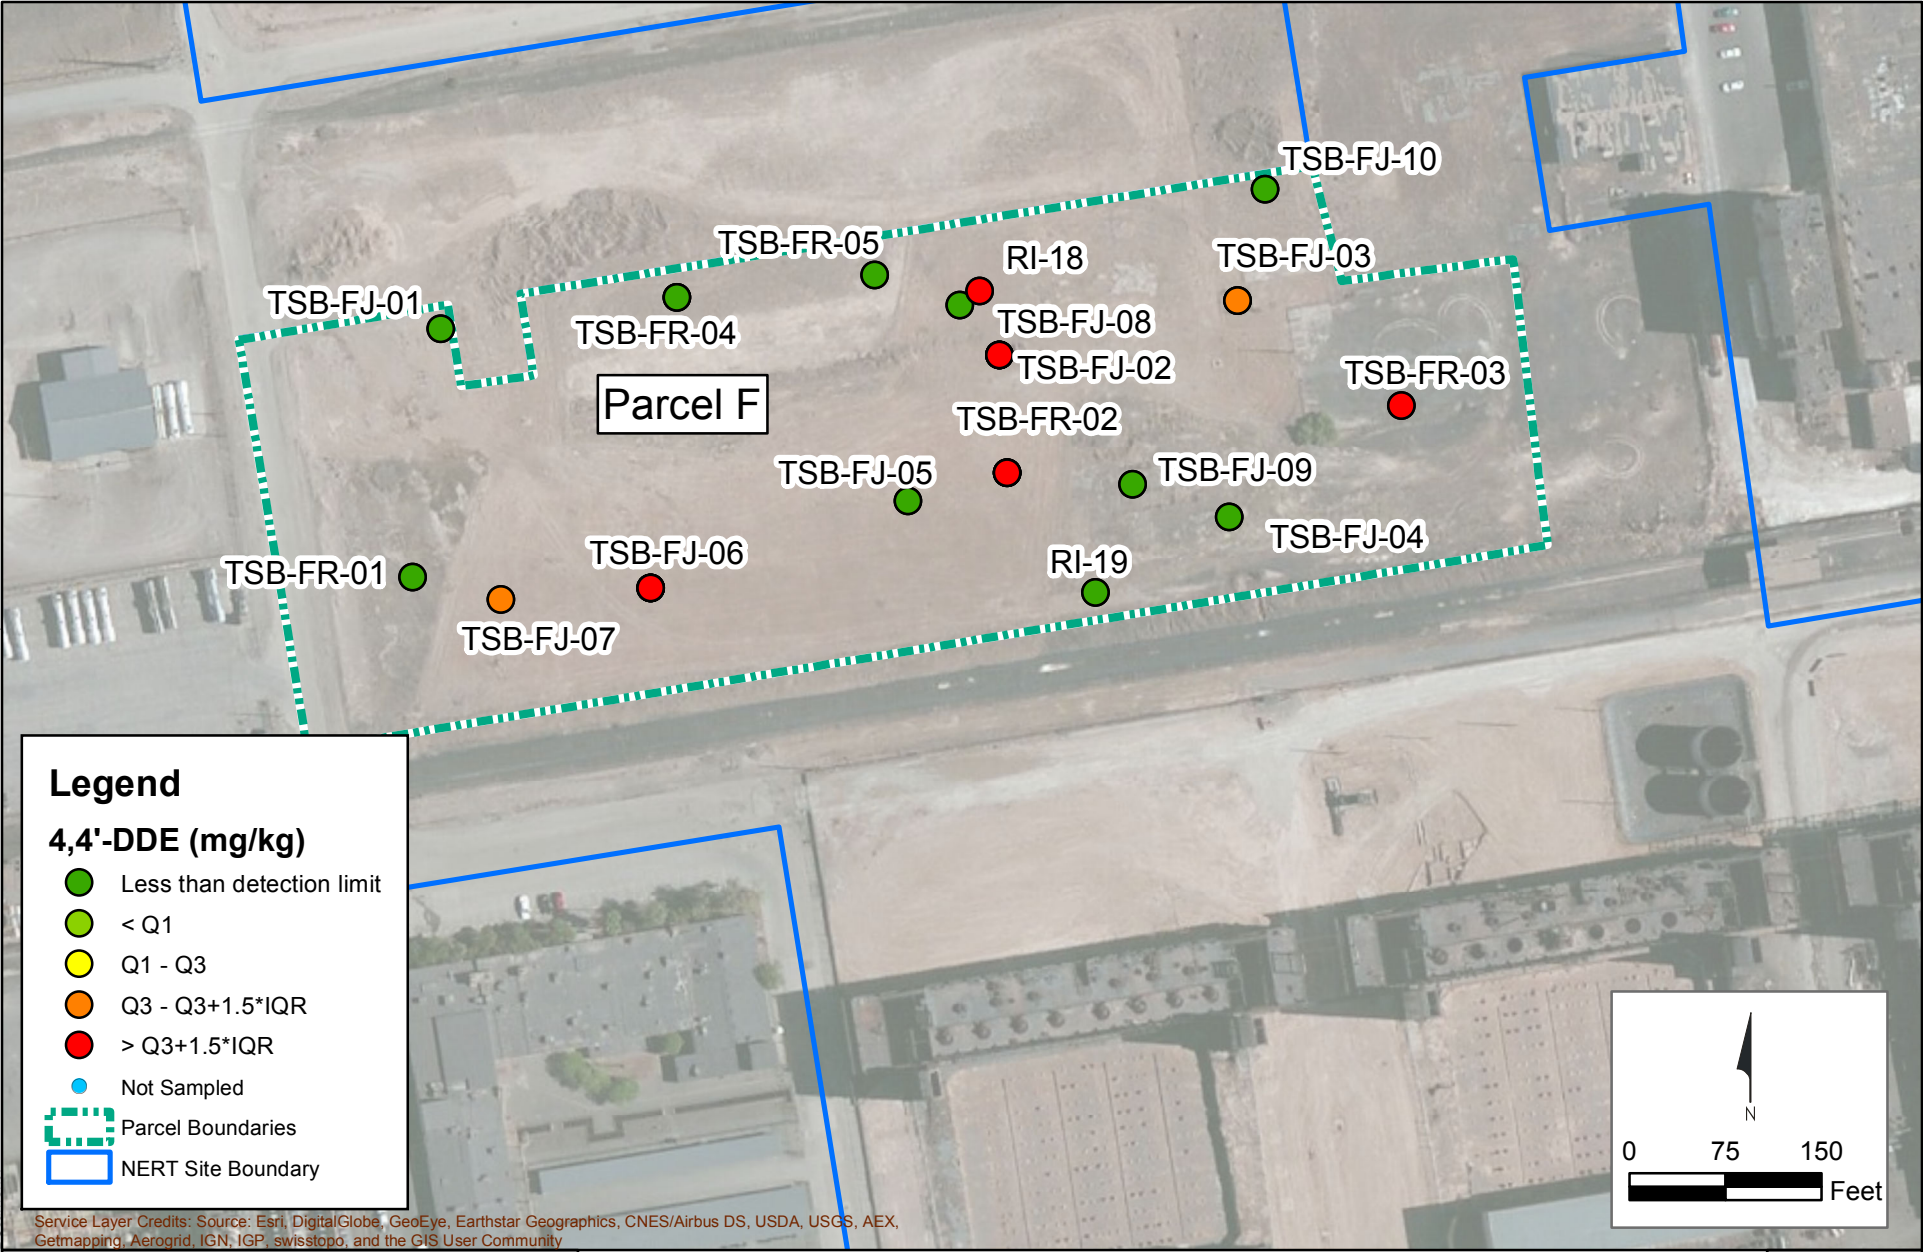 TSB-FJ-10
TSB-FR-05
RI-18
TSB-FJ-03
TSB-FJ-01
TSB-FR-04
TSB-FJ-08
TSB-FJ-02
TSB-FR-03
Parcel F
TSB-FR-02
TSB-FJ-05
TSB-FJ-09
TSB-FJ-04
TSB-FJ-06
RI-19
TSB-FR-01
TSB-FJ-07
Legend
4,4'-DDE (mg/kg)
Less than detection limit
< Q1
Q1 - Q3
Q3 - Q3+1.5*IQR
> Q3+1.5*IQR
Not Sampled
Parcel Boundaries
NERT Site Boundary
N
0 75 150
Feet
Service Layer Credits: Source: Esri, DigitalGlobe, GeoEye, Earthstar Geographics, CNES/Airbus DS, USDA, USGS, AEX,
Getmapping, Aerogrid, IGN, IGP, swisstopo, and the GIS User Community